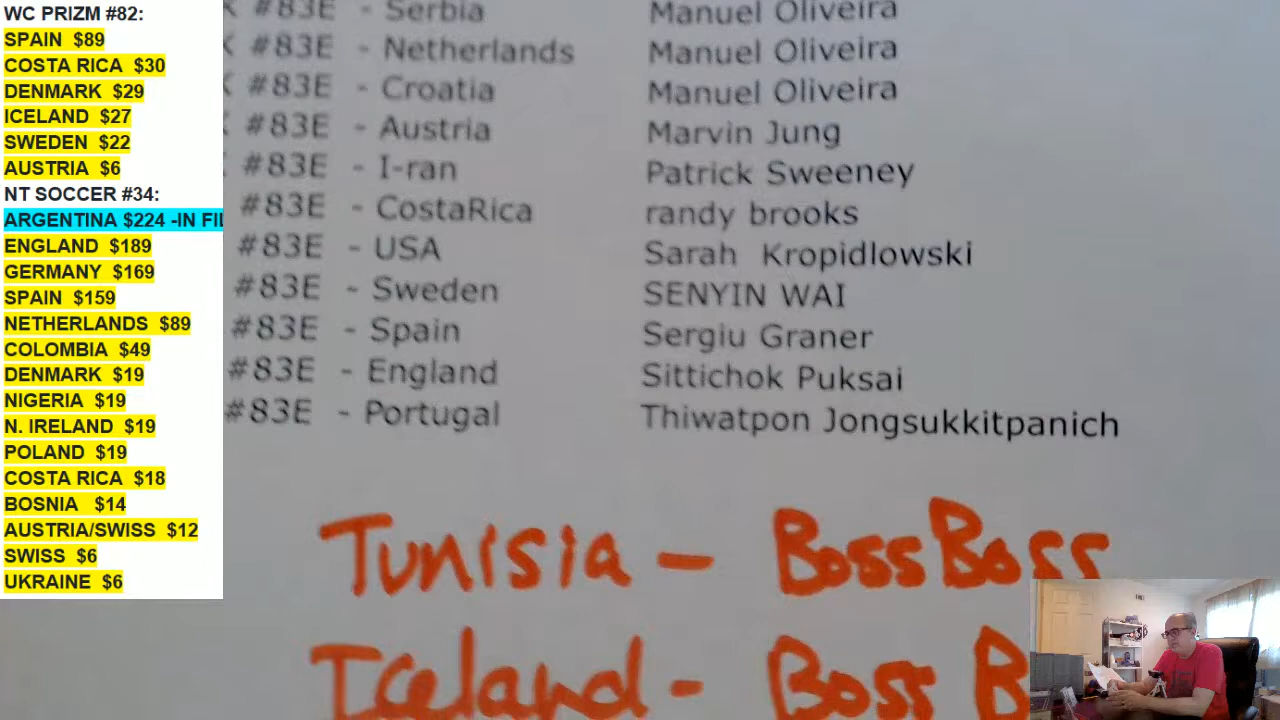 WC PRIZM #82:
SPAIN $89
COSTA RICA $30
DENMARK $29
ICELAND $27
SWEDEN $22
AUSTRIA $6
NT SOCCER #34:
ARGENTINA $224 -IN FIL
ENGLAND $189
GERMANY $169
SPAIN $159
NETHERLANDS $89
COLOMBIA $49
DENMARK $19
NIGERIA $19
N. IRELAND $19
POLAND $19
COSTA RICA $18
BOSNIA $14
AUSTRIA/SWISS $12
SWISS $6
UKRAINE $6
#83E - Serbia Manuel Oliveira
#83E - Netherlands Manuel Oliveira
#83E - Croatia Manuel Oliveira
#83E - Austria Marvin Jung
#83E - I-ran Patrick Sweeney
#83E - CostaRica randy brooks
#83E - USA Sarah Kropidlowski
#83E - Sweden SENYIN WAI
#83E - Spain Sergiu Graner
#83E - England Sittichok Puksai
#83E - Portugal Thiwatpon Jongsukkitpanich
Tunisia - Boss Boss
Iceland - Boss B